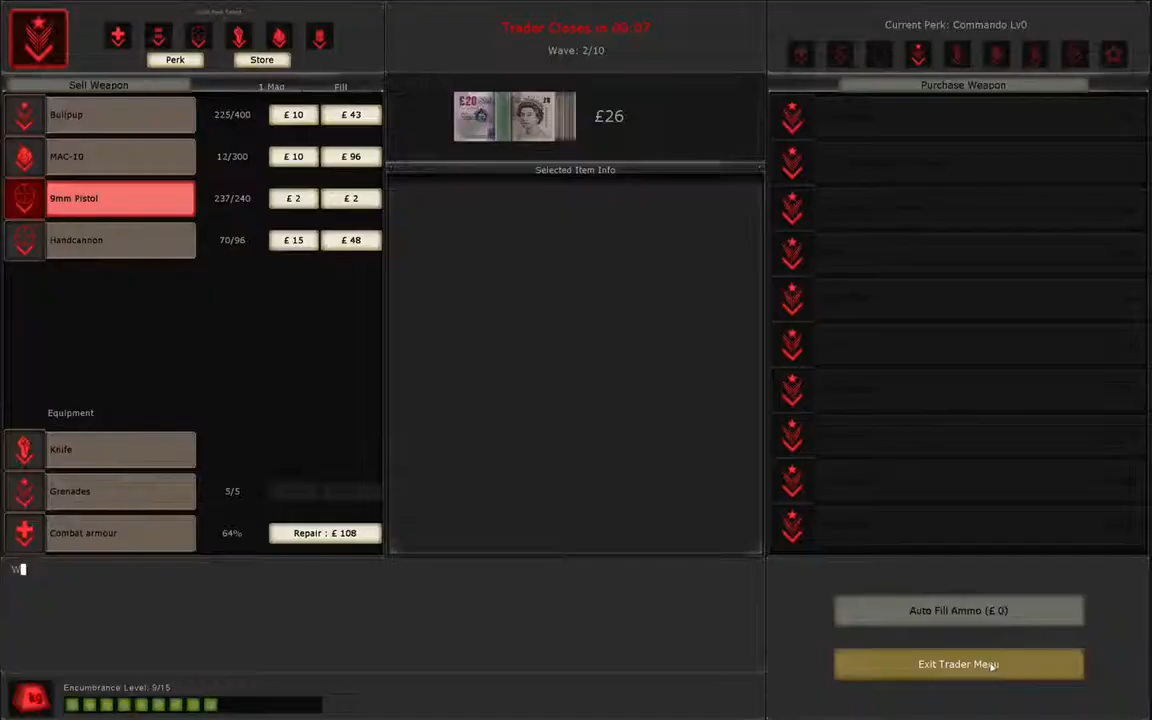 Trader Closes in 00:07
Wave: 2/10
Current Perk: Commando Lv0
Perk
Store
Sell Weapon
1 Mag
Fill
Purchase Weapon
Bullpup
225/400
£ 10
£ 43
£20
£26
MAC-10
12/300
£ 10
£ 96
Selected Item Info
9mm Pistol
237/240
£ 2
£ 2
Handcannon
70/96
£ 15
£ 48
Equipment
Knife
Grenades
5/5
Combat armour
64%
Repair : £ 108
W
Auto Fill Ammo (£ 0)
Exit Trader Menu
kg
Encumbrance Level: 9/15